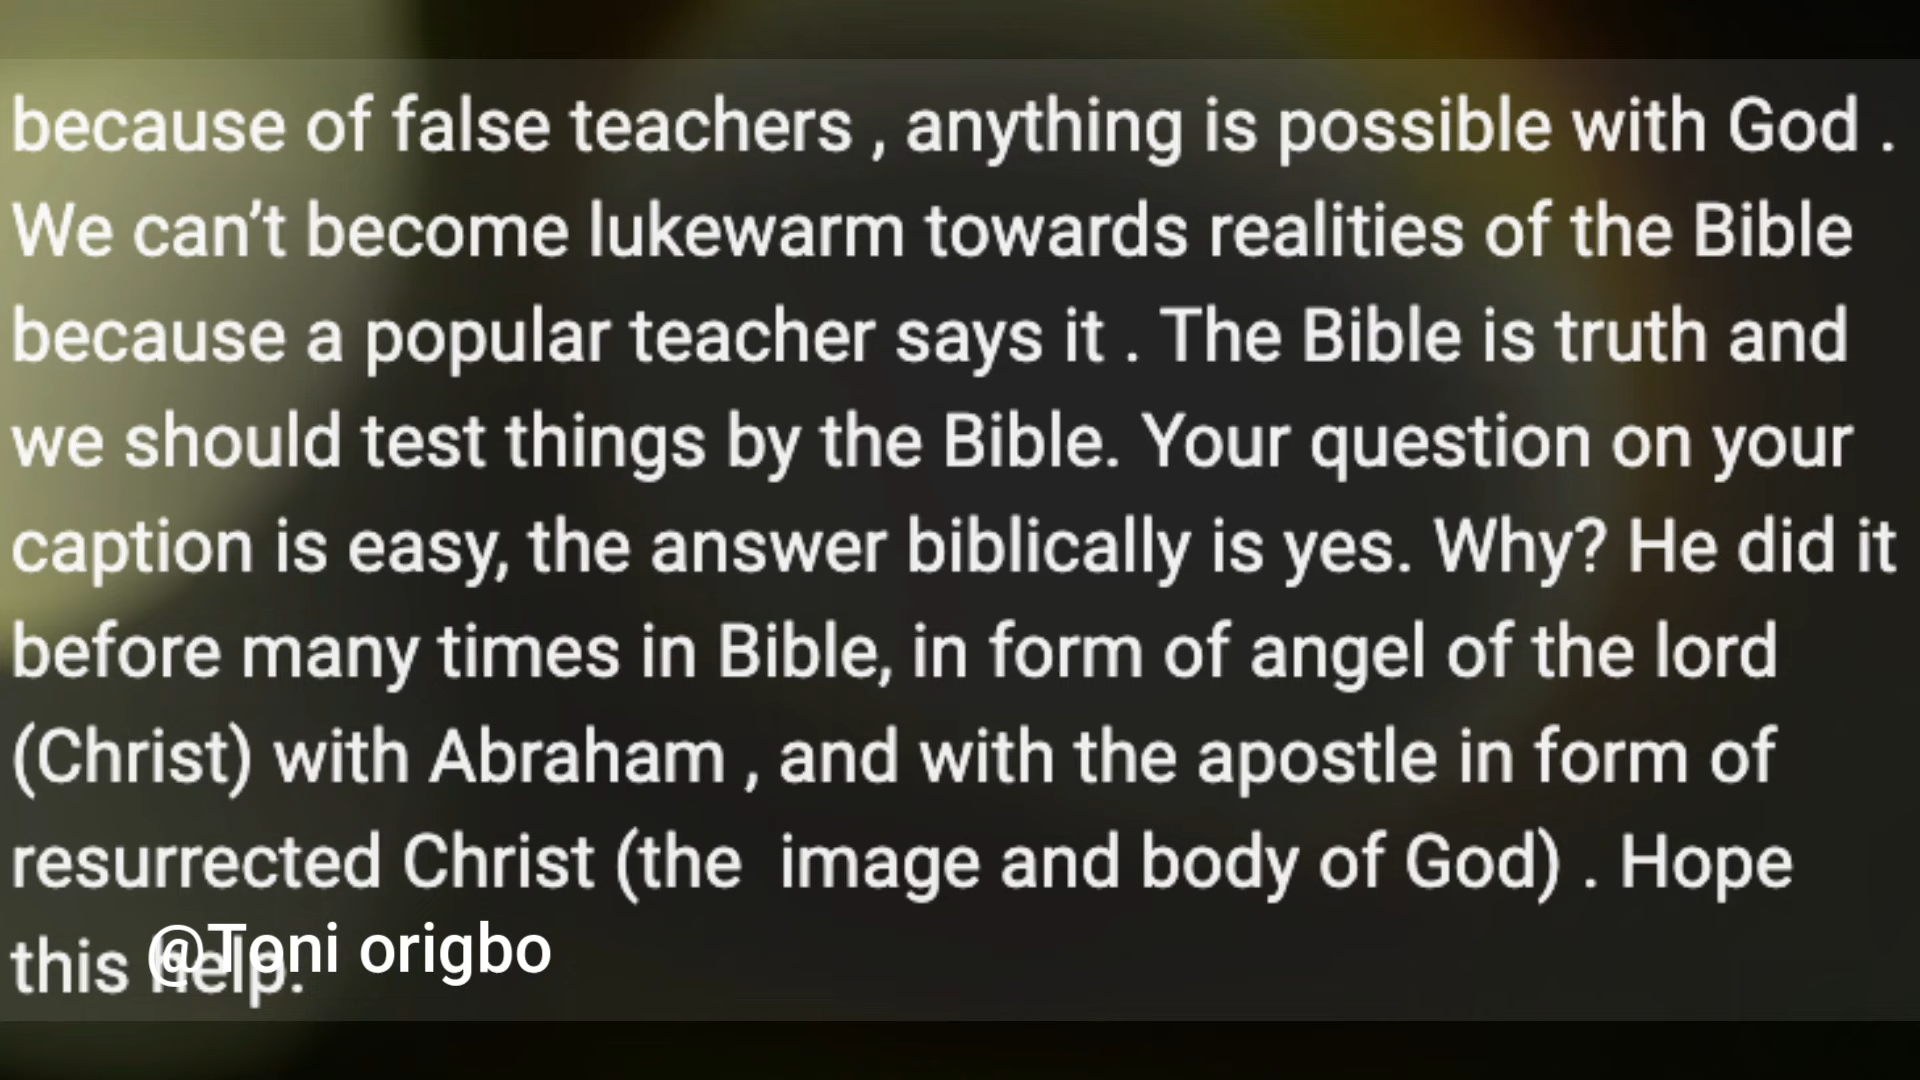 because of false teachers , anything is possible with God .
We can’t become lukewarm towards realities of the Bible
because a popular teacher says it . The Bible is truth and
we should test things by the Bible. Your question on your
caption is easy, the answer biblically is yes. Why? He did it
before many times in Bible, in form of angel of the lord
(Christ) with Abraham , and with the apostle in form of
resurrected Christ (the  image and body of God) . Hope
this help.
@Toni origbo